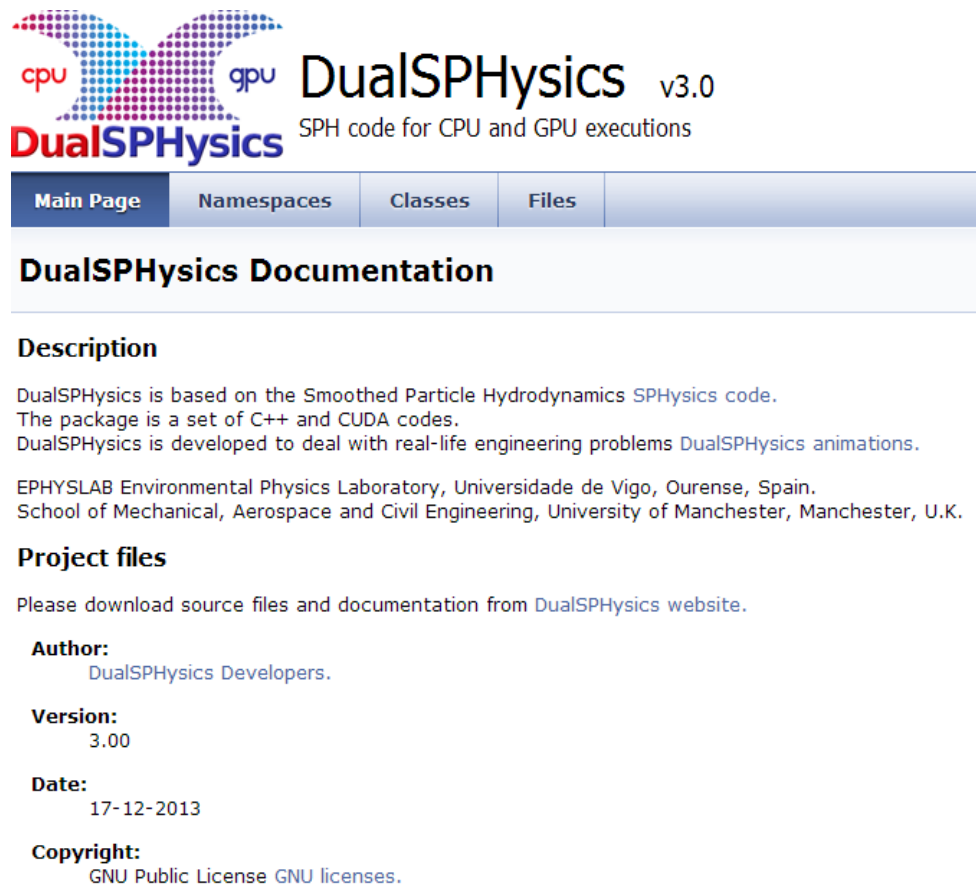 cpu
gpu
DualSPHysics
DualSPHysics v3.0
SPH code for CPU and GPU executions
Main Page Namespaces Classes Files
DualSPHysics Documentation
Description
DualSPHysics is based on the Smoothed Particle Hydrodynamics SPHysics code.
The package is a set of C++ and CUDA codes.
DualSPHysics is developed to deal with real-life engineering problems DualSPHysics animations.
EPHYSLAB Environmental Physics Laboratory, Universidade de Vigo, Ourense, Spain.
School of Mechanical, Aerospace and Civil Engineering, University of Manchester, Manchester, U.K.
Project files
Please download source files and documentation from DualSPHysics website.
Author:
DualSPHysics Developers.
Version:
3.00
Date:
17-12-2013
Copyright:
GNU Public License GNU licenses.